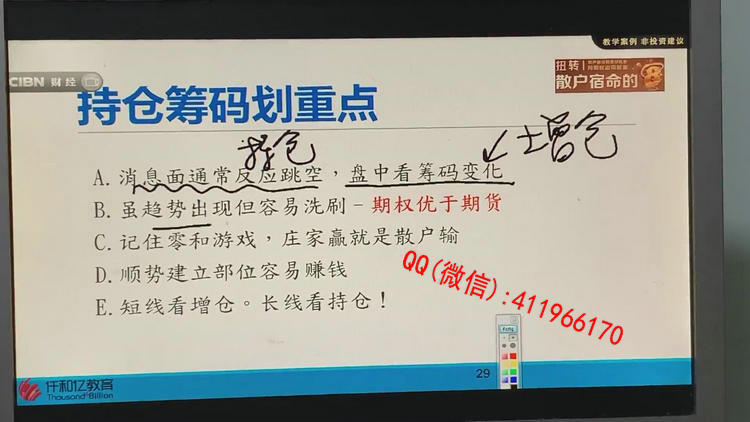 教学案例 非投资建议
CIBN 财经
扭转
散户宿命的
持仓筹码划重点
持仓
增仓
A. 消息面通常反应跳空，盘中看筹码变化
B. 虽趋势出现但容易洗刷－期权优于期货
C. 记住零和游戏，庄家赢就是散户输
D. 顺势建立部位容易赚钱
E. 短线看增仓。长线看持仓！
QQ(微信):411966170
仟和亿教育
Thousand Billion
29